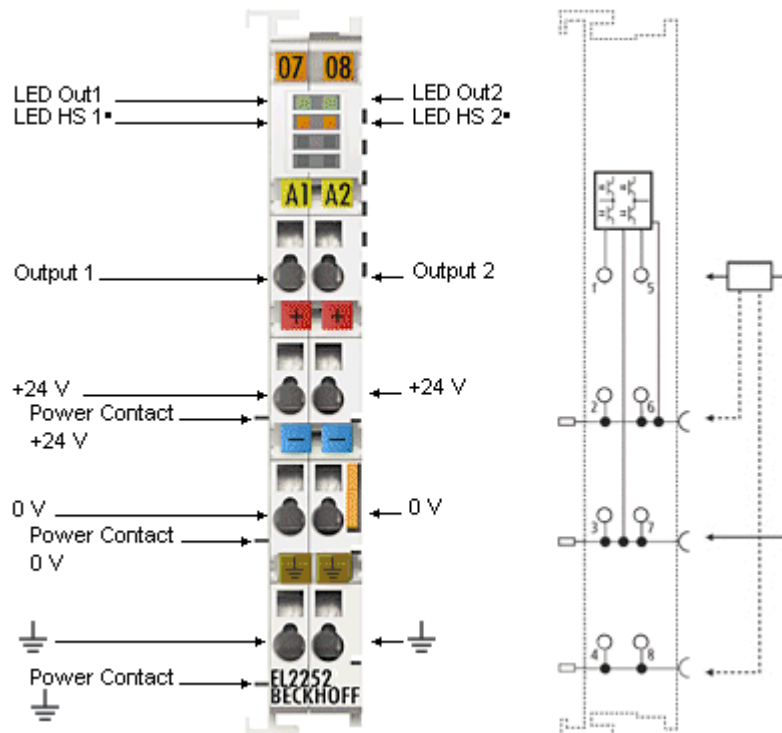 07 08
LED Out1
LED HS 1▪
LED Out2
LED HS 2▪
A1 A2
Output 1
Output 2
1
5
+ +
+24 V
+24 V
2
6
Power Contact
+24 V
− −
0 V
0 V
3
7
Power Contact
0 V
4
8
Power Contact
EL2252
BECKHOFF